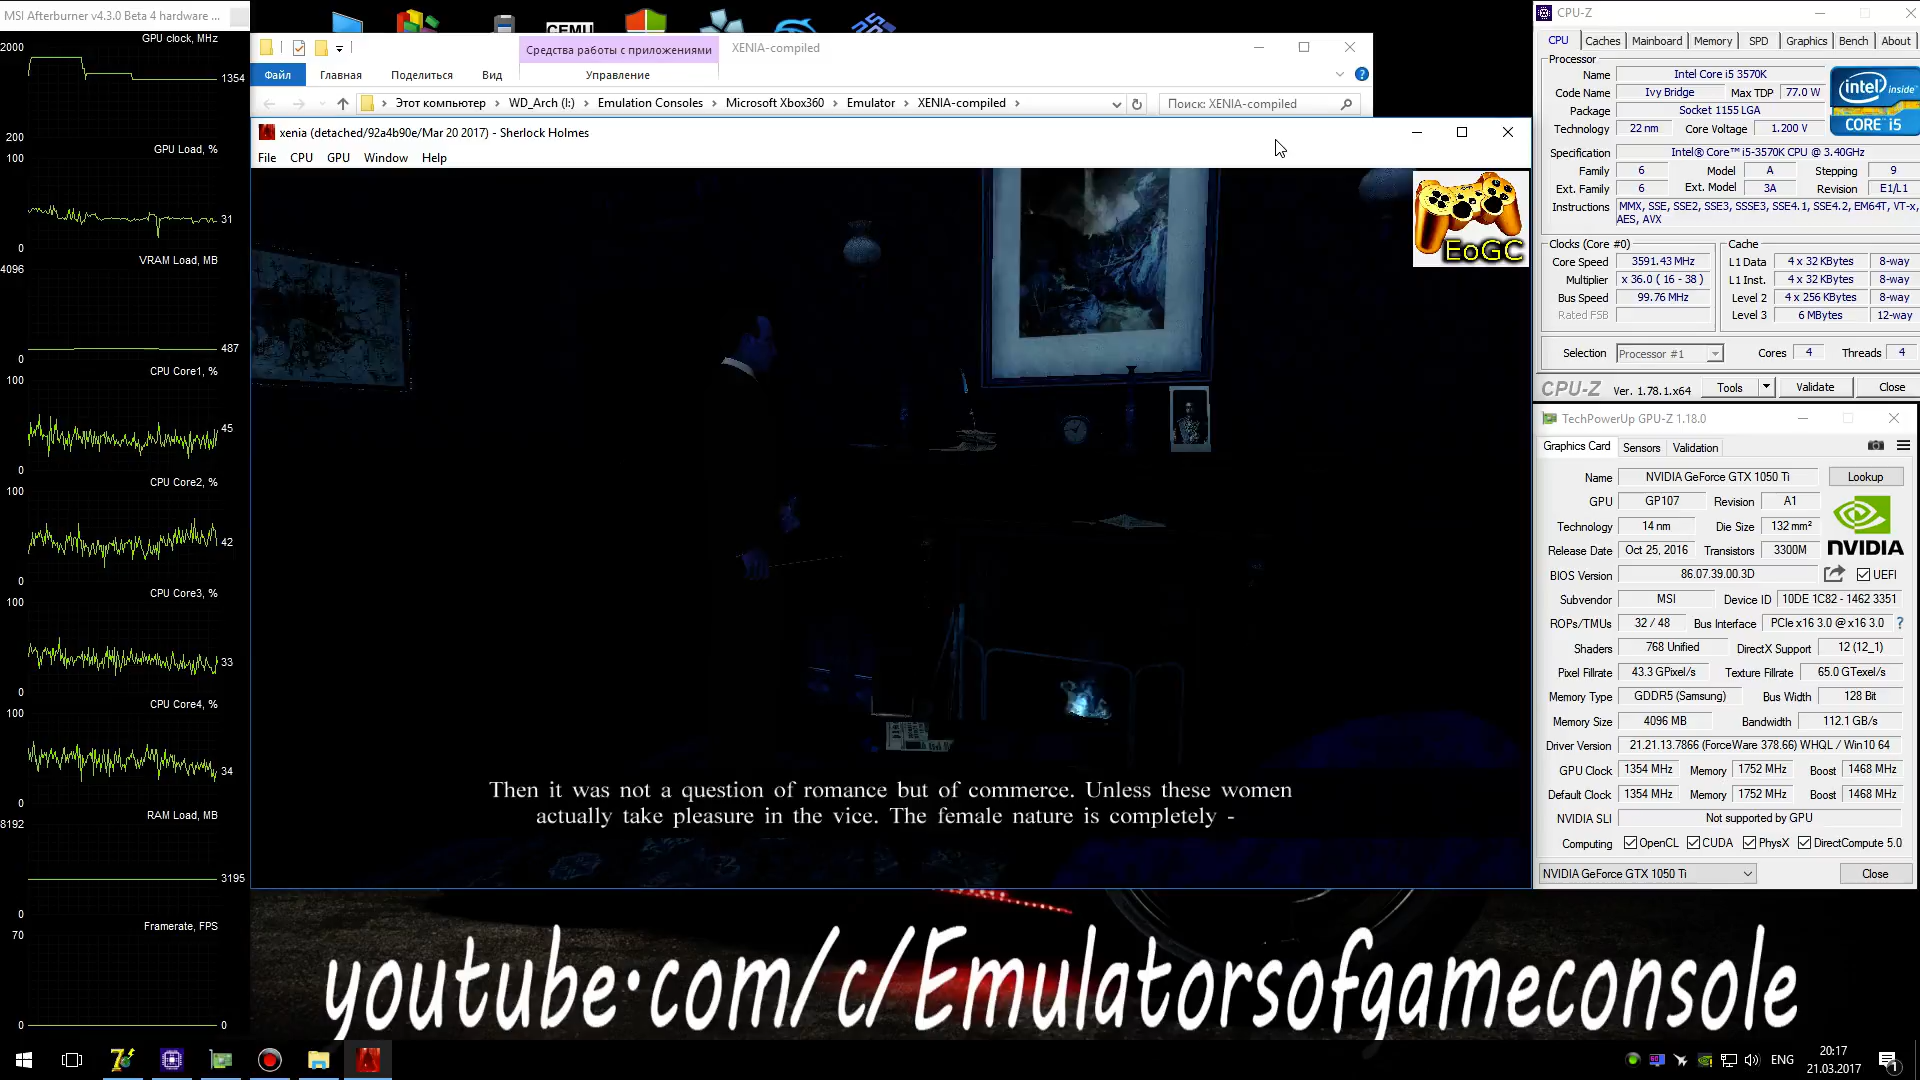 MSI Afterburner v4.3.0 Beta 4 hardware ...
GPU clock, MHz
2000
1354
200
GPU Load, %
100
31
0
VRAM Load, MB
4096
487
0
CPU Core1, %
100
45
0
CPU Core2, %
100
42
0
CPU Core3, %
100
33
0
CPU Core4, %
100
34
0
RAM Load, MB
8192
3195
0
Framerate, FPS
70
0
0
CEMU
Средства работы с приложениями
XENIA-compiled
Файл
Главная
Поделиться
Вид
Управление
Этот компьютер
WD_Arch (I:)
Emulation Consoles
Microsoft Xbox360
Emulator
XENIA-compiled
Поиск: XENIA-compiled
xenia (detached/92a4b90e/Mar 20 2017) - Sherlock Holmes
File CPU GPU Window Help
EoGC
Then it was not a question of romance but of commerce. Unless these women
actually take pleasure in the vice. The female nature is completely -
CPU-Z
CPU Caches Mainboard Memory SPD Graphics Bench About
Processor
Name Intel Core i5 3570K
Code Name Ivy Bridge Max TDP 77.0 W
Package Socket 1155 LGA
Technology 22 nm Core Voltage 1.200 V
intel inside
CORE i5
Specification Intel® Core™ i5-3570K CPU @ 3.40GHz
Family 6 Model A Stepping 9
Ext. Family 6 Ext. Model 3A Revision E1/L1
Instructions MMX, SSE, SSE2, SSE3, SSSE3, SSE4.1, SSE4.2, EM64T, VT-x,
AES, AVX
Clocks (Core #0) Cache
Core Speed 3591.43 MHz L1 Data 4 x 32 KBytes 8-way
Multiplier x 36.0 ( 16 - 38 ) L1 Inst. 4 x 32 KBytes 8-way
Bus Speed 99.76 MHz Level 2 4 x 256 KBytes 8-way
Rated FSB Level 3 6 MBytes 12-way
Selection Processor #1 Cores 4 Threads 4
CPU-Z Ver. 1.78.1.x64 Tools Validate Close
TechPowerUp GPU-Z 1.18.0
Graphics Card Sensors Validation
Name NVIDIA GeForce GTX 1050 Ti Lookup
GPU GP107 Revision A1
Technology 14 nm Die Size 132 mm²
Release Date Oct 25, 2016 Transistors 3300M
NVIDIA
BIOS Version 86.07.39.00.3D UEFI
Subvendor MSI Device ID 10DE 1C82 - 1462 3351
ROPs/TMUs 32 / 48 Bus Interface PCIe x16 3.0 @ x16 3.0 ?
Shaders 768 Unified DirectX Support 12 (12_1)
Pixel Fillrate 43.3 GPixel/s Texture Fillrate 65.0 GTexel/s
Memory Type GDDR5 (Samsung) Bus Width 128 Bit
Memory Size 4096 MB Bandwidth 112.1 GB/s
Driver Version 21.21.13.7866 (ForceWare 378.66) WHQL / Win10 64
GPU Clock 1354 MHz Memory 1752 MHz Boost 1468 MHz
Default Clock 1354 MHz Memory 1752 MHz Boost 1468 MHz
NVIDIA SLI Not supported by GPU
Computing OpenCL CUDA PhysX DirectCompute 5.0
NVIDIA GeForce GTX 1050 Ti Close
youtube.com/c/Emulatorsofgameconsole
ENG
20:17
21.03.2017
1